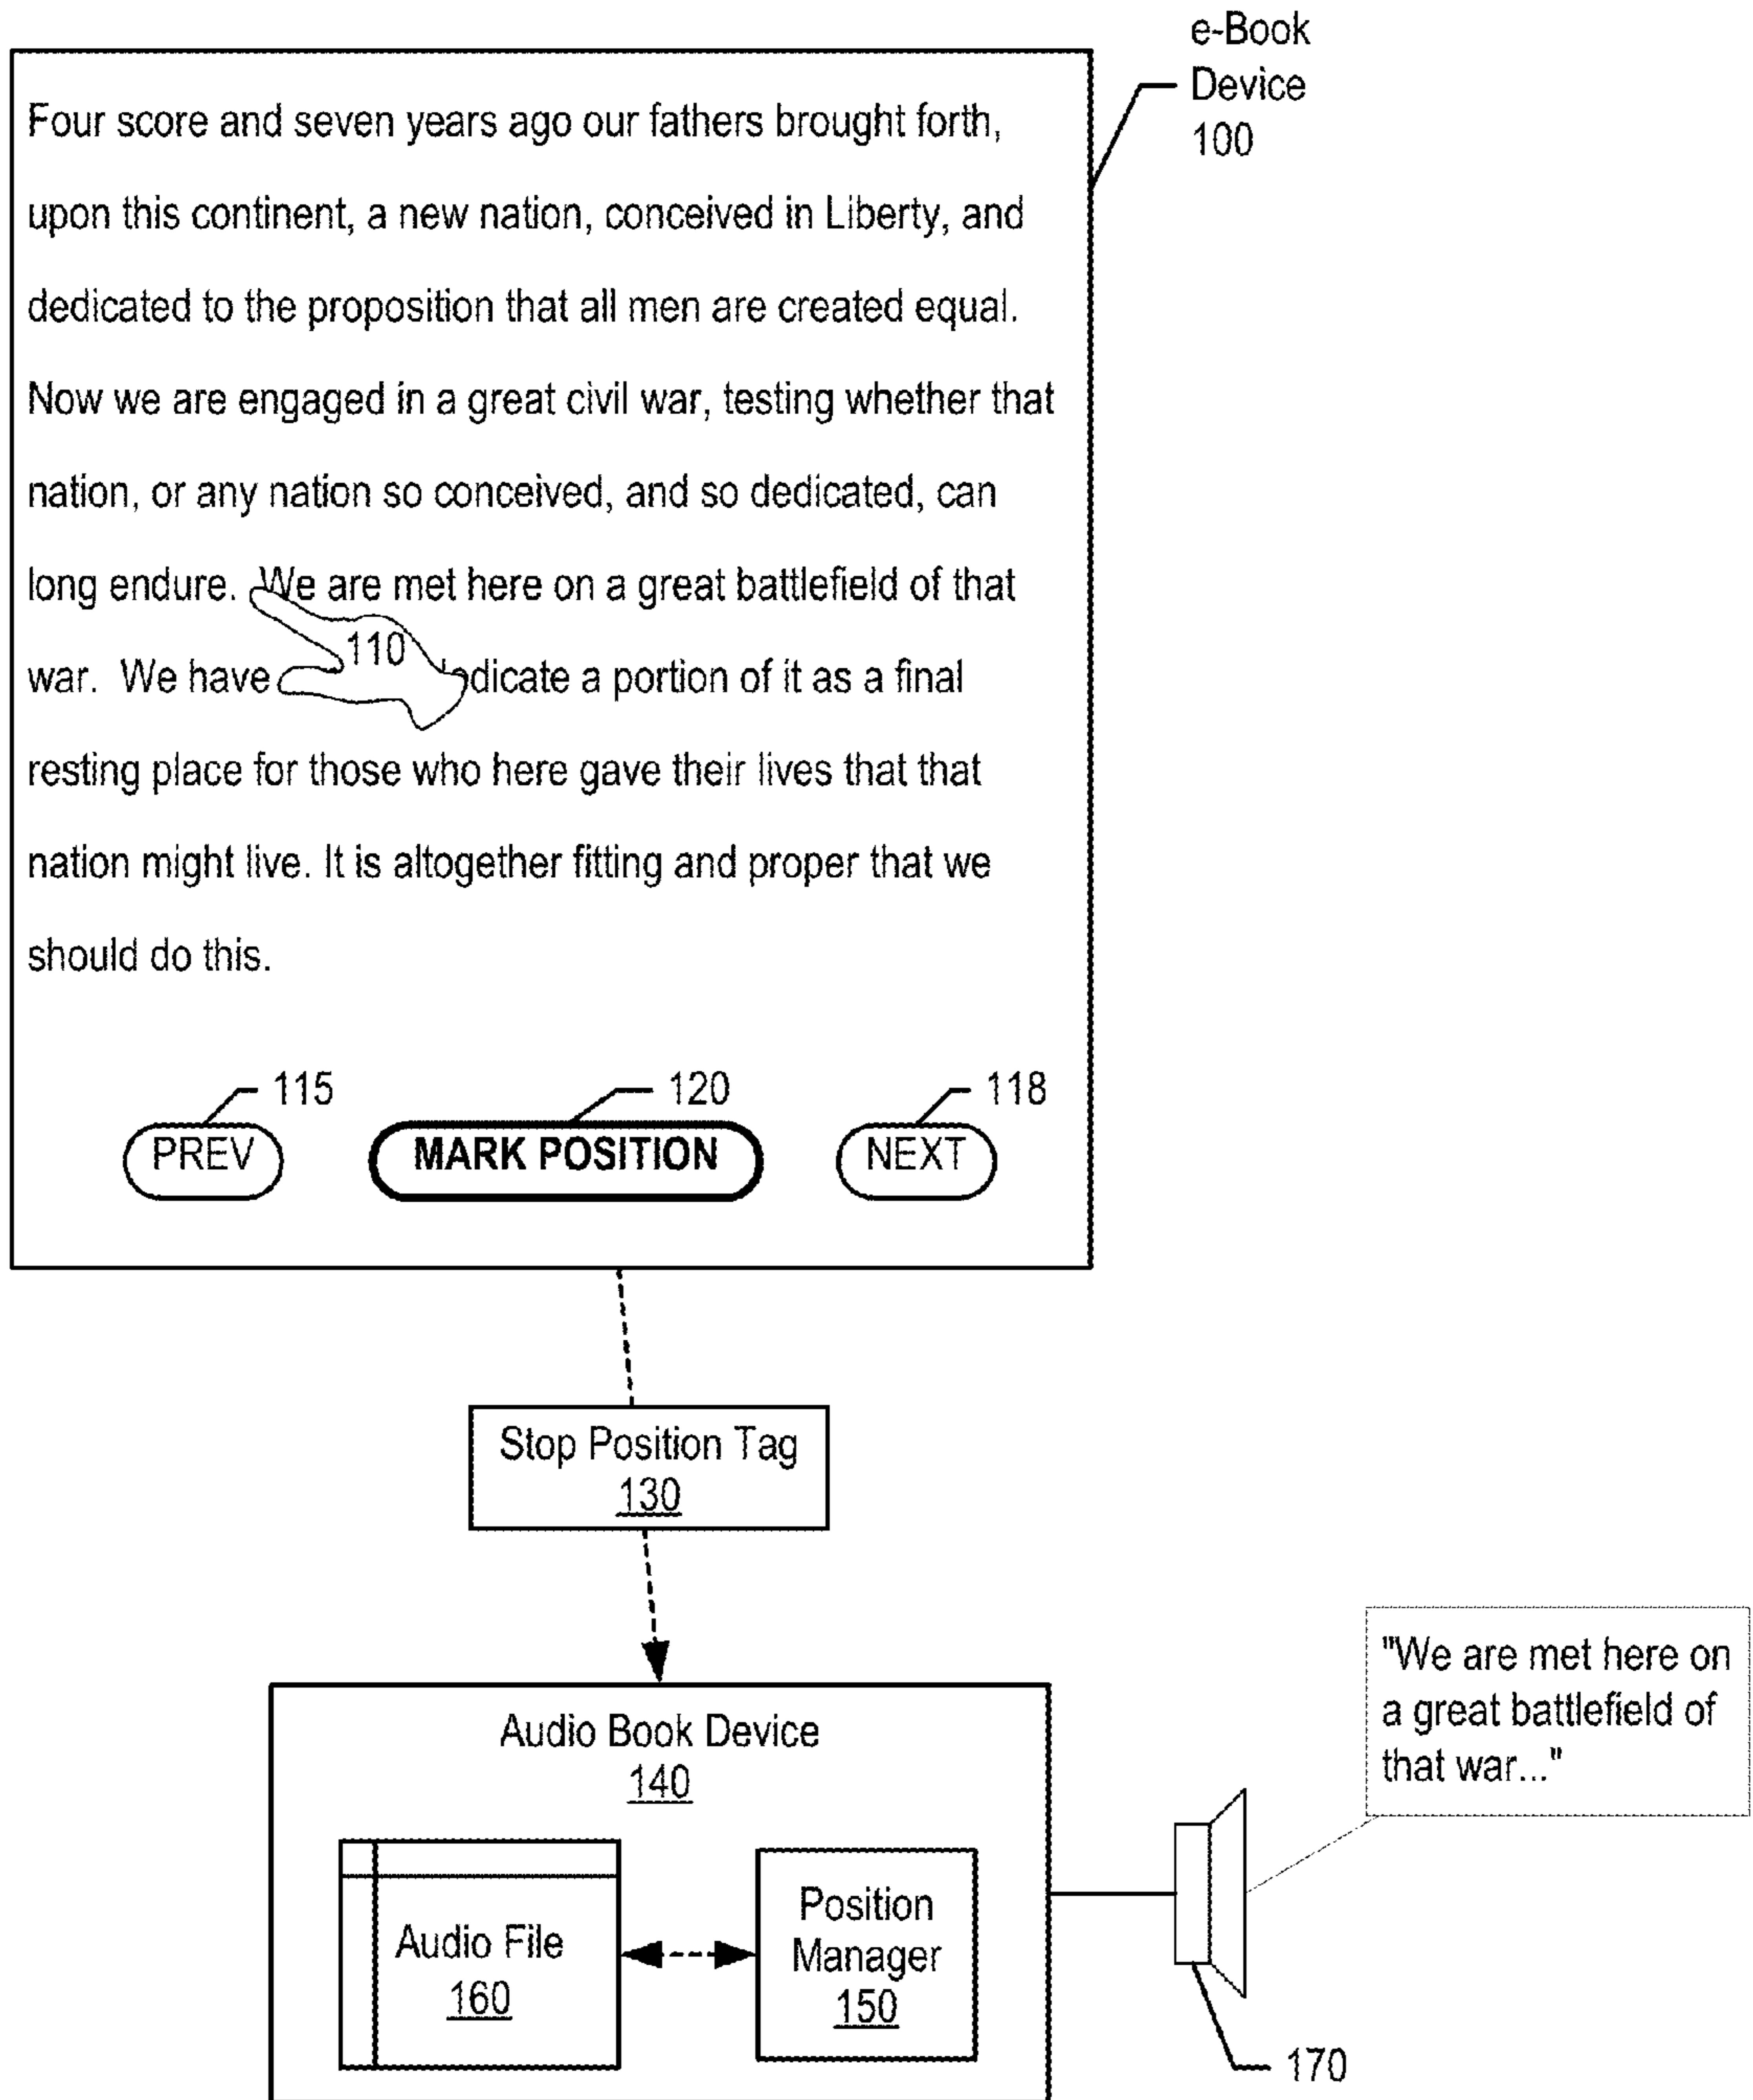 e-Book
Device
100
Four score and seven years ago our fathers brought forth,
upon this continent, a new nation, conceived in Liberty, and
dedicated to the proposition that all men are created equal.
Now we are engaged in a great civil war, testing whether that
nation, or any nation so conceived, and so dedicated, can
long endure. We are met here on a great battlefield of that
110
war. We have dicate a portion of it as a final
resting place for those who here gave their lives that that
nation might live. It is altogether fitting and proper that we
should do this.
115 120 118
PREV MARK POSITION NEXT
Stop Position Tag
130
"We are met here on
a great battlefield of
that war..."
Audio Book Device
140
Audio File
160
Position
Manager
150
170